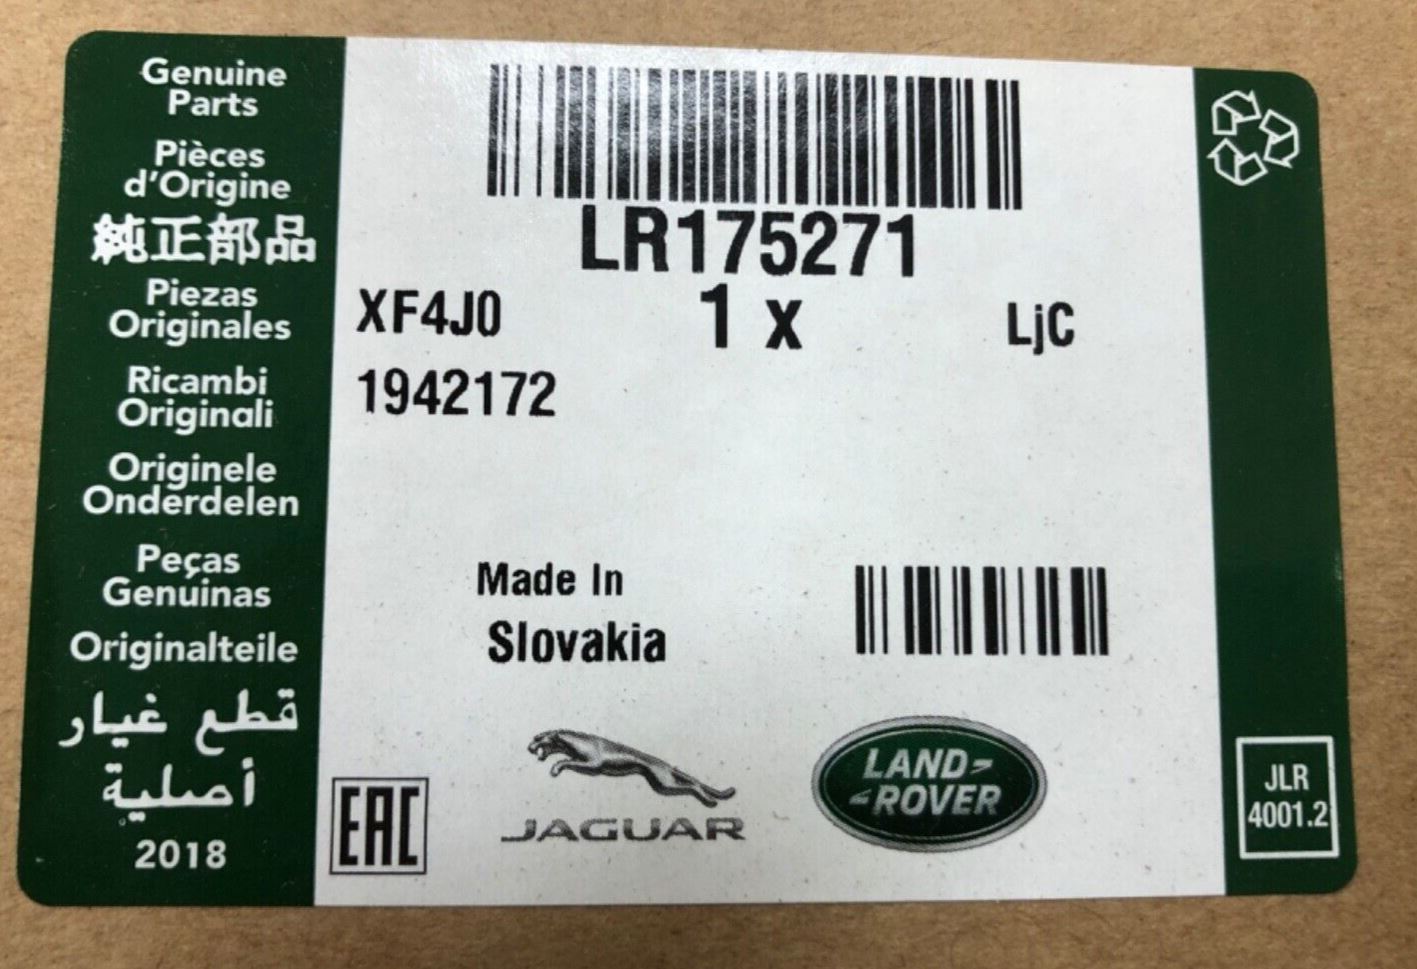 Genuine
Parts
Pièces
d'Origine
純正部品
Piezas
Originales
Ricambi
Originali
Originele
Onderdelen
Peças
Genuinas
Originalteile
قطع غيار
أصلية
2018
LR175271
XF4J0
1 x
LjC
1942172
Made In
Slovakia
EAC
JAGUAR
LAND-
-ROVER
JLR
4001.2